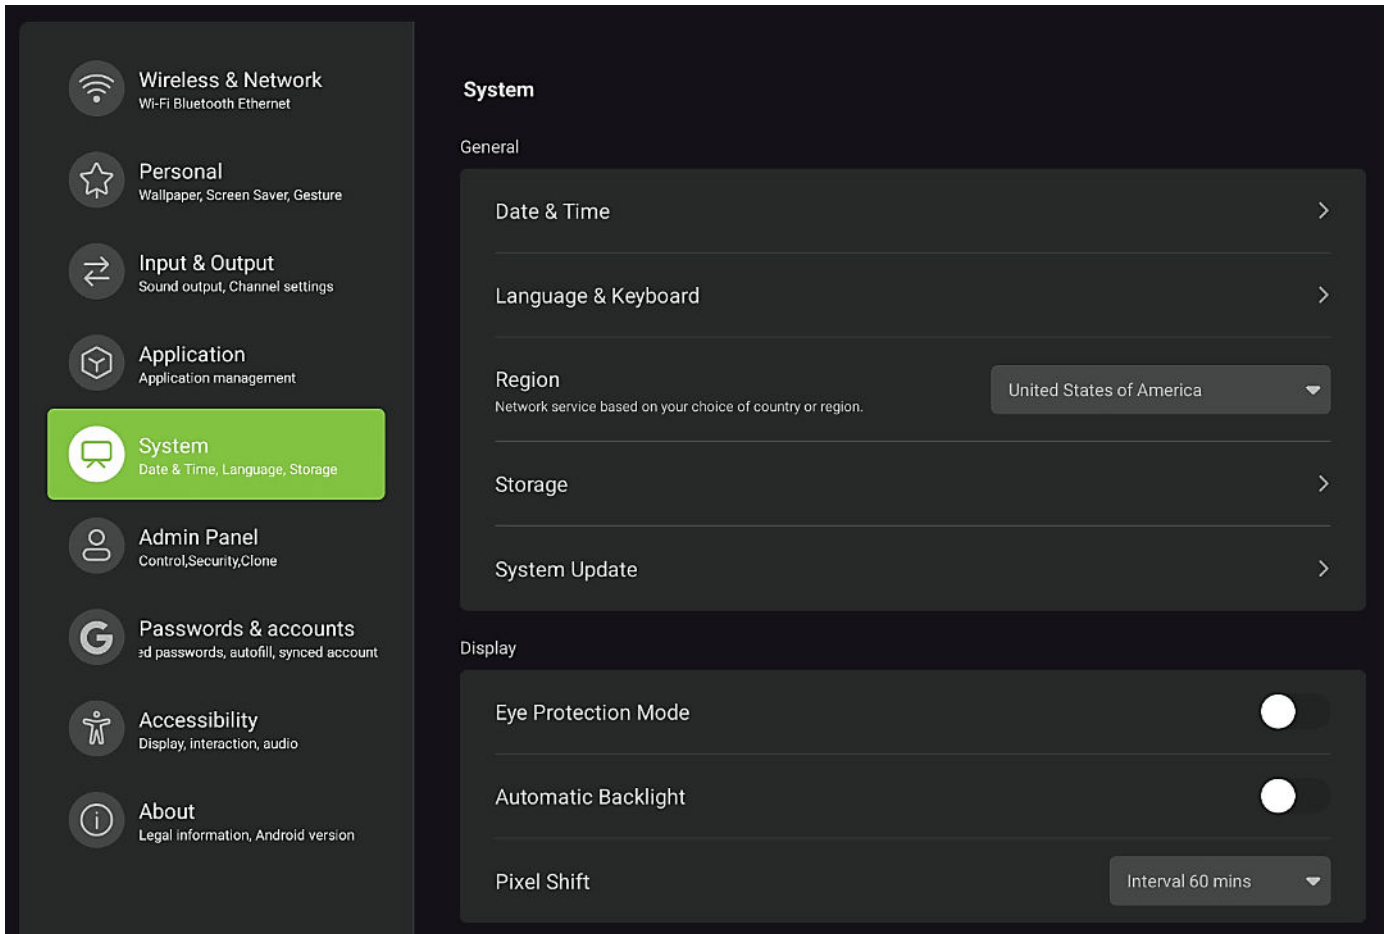 Wireless & Network
Wi-Fi Bluetooth Ethernet
Personal
Wallpaper, Screen Saver, Gesture
Input & Output
Sound output, Channel settings
Application
Application management
System
Date & Time, Language, Storage
Admin Panel
Control,Security,Clone
Passwords & accounts
ed passwords, autofill, synced account
Accessibility
Display, interaction, audio
About
Legal information, Android version
System
General
Date & Time
Language & Keyboard
Region
United States of America
Network service based on your choice of country or region.
Storage
System Update
Display
Eye Protection Mode
Automatic Backlight
Pixel Shift
Interval 60 mins